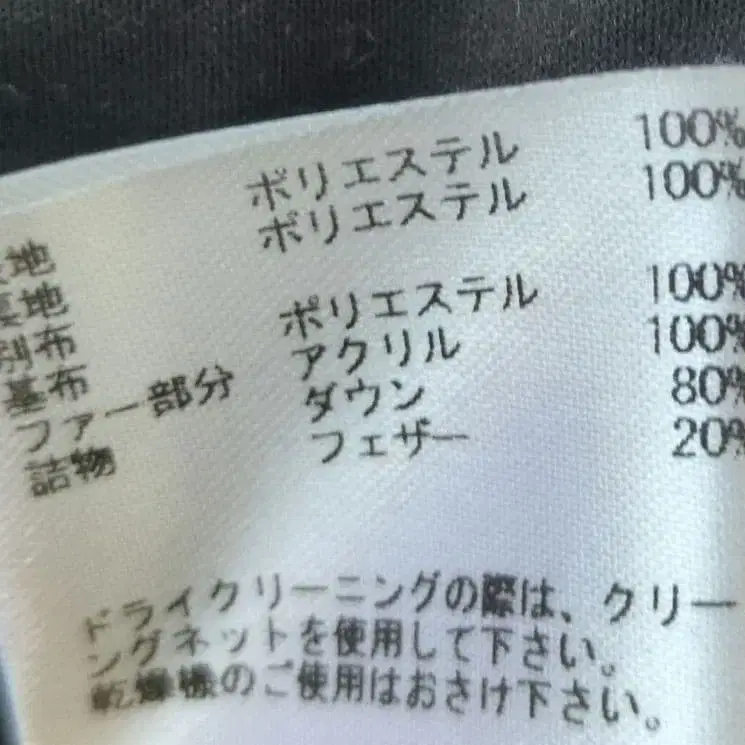 表地 ポリエステル 100%
裏地 ポリエステル 100%
別布
基布 ポリエステル 100%
ファー部分 アクリル 100%
詰物 ダウン 80%
フェザー 20%
ドライクリーニングの際は、クリー
ングネットを使用して下さい。
乾燥機のご使用はおさけ下さい。